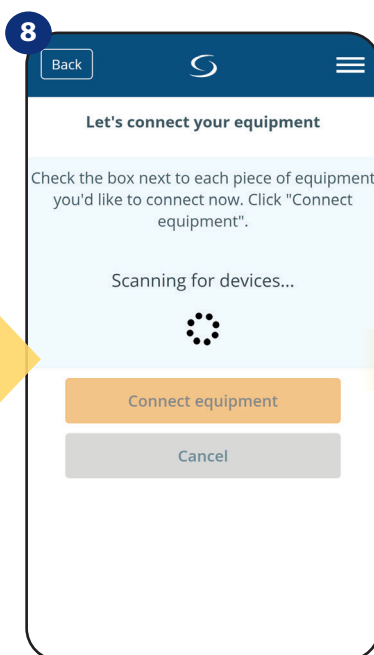 8
Back
Let's connect your equipment
Check the box next to each piece of equipment
you'd like to connect now. Click "Connect
equipment".
Scanning for devices...
Connect equipment
Cancel